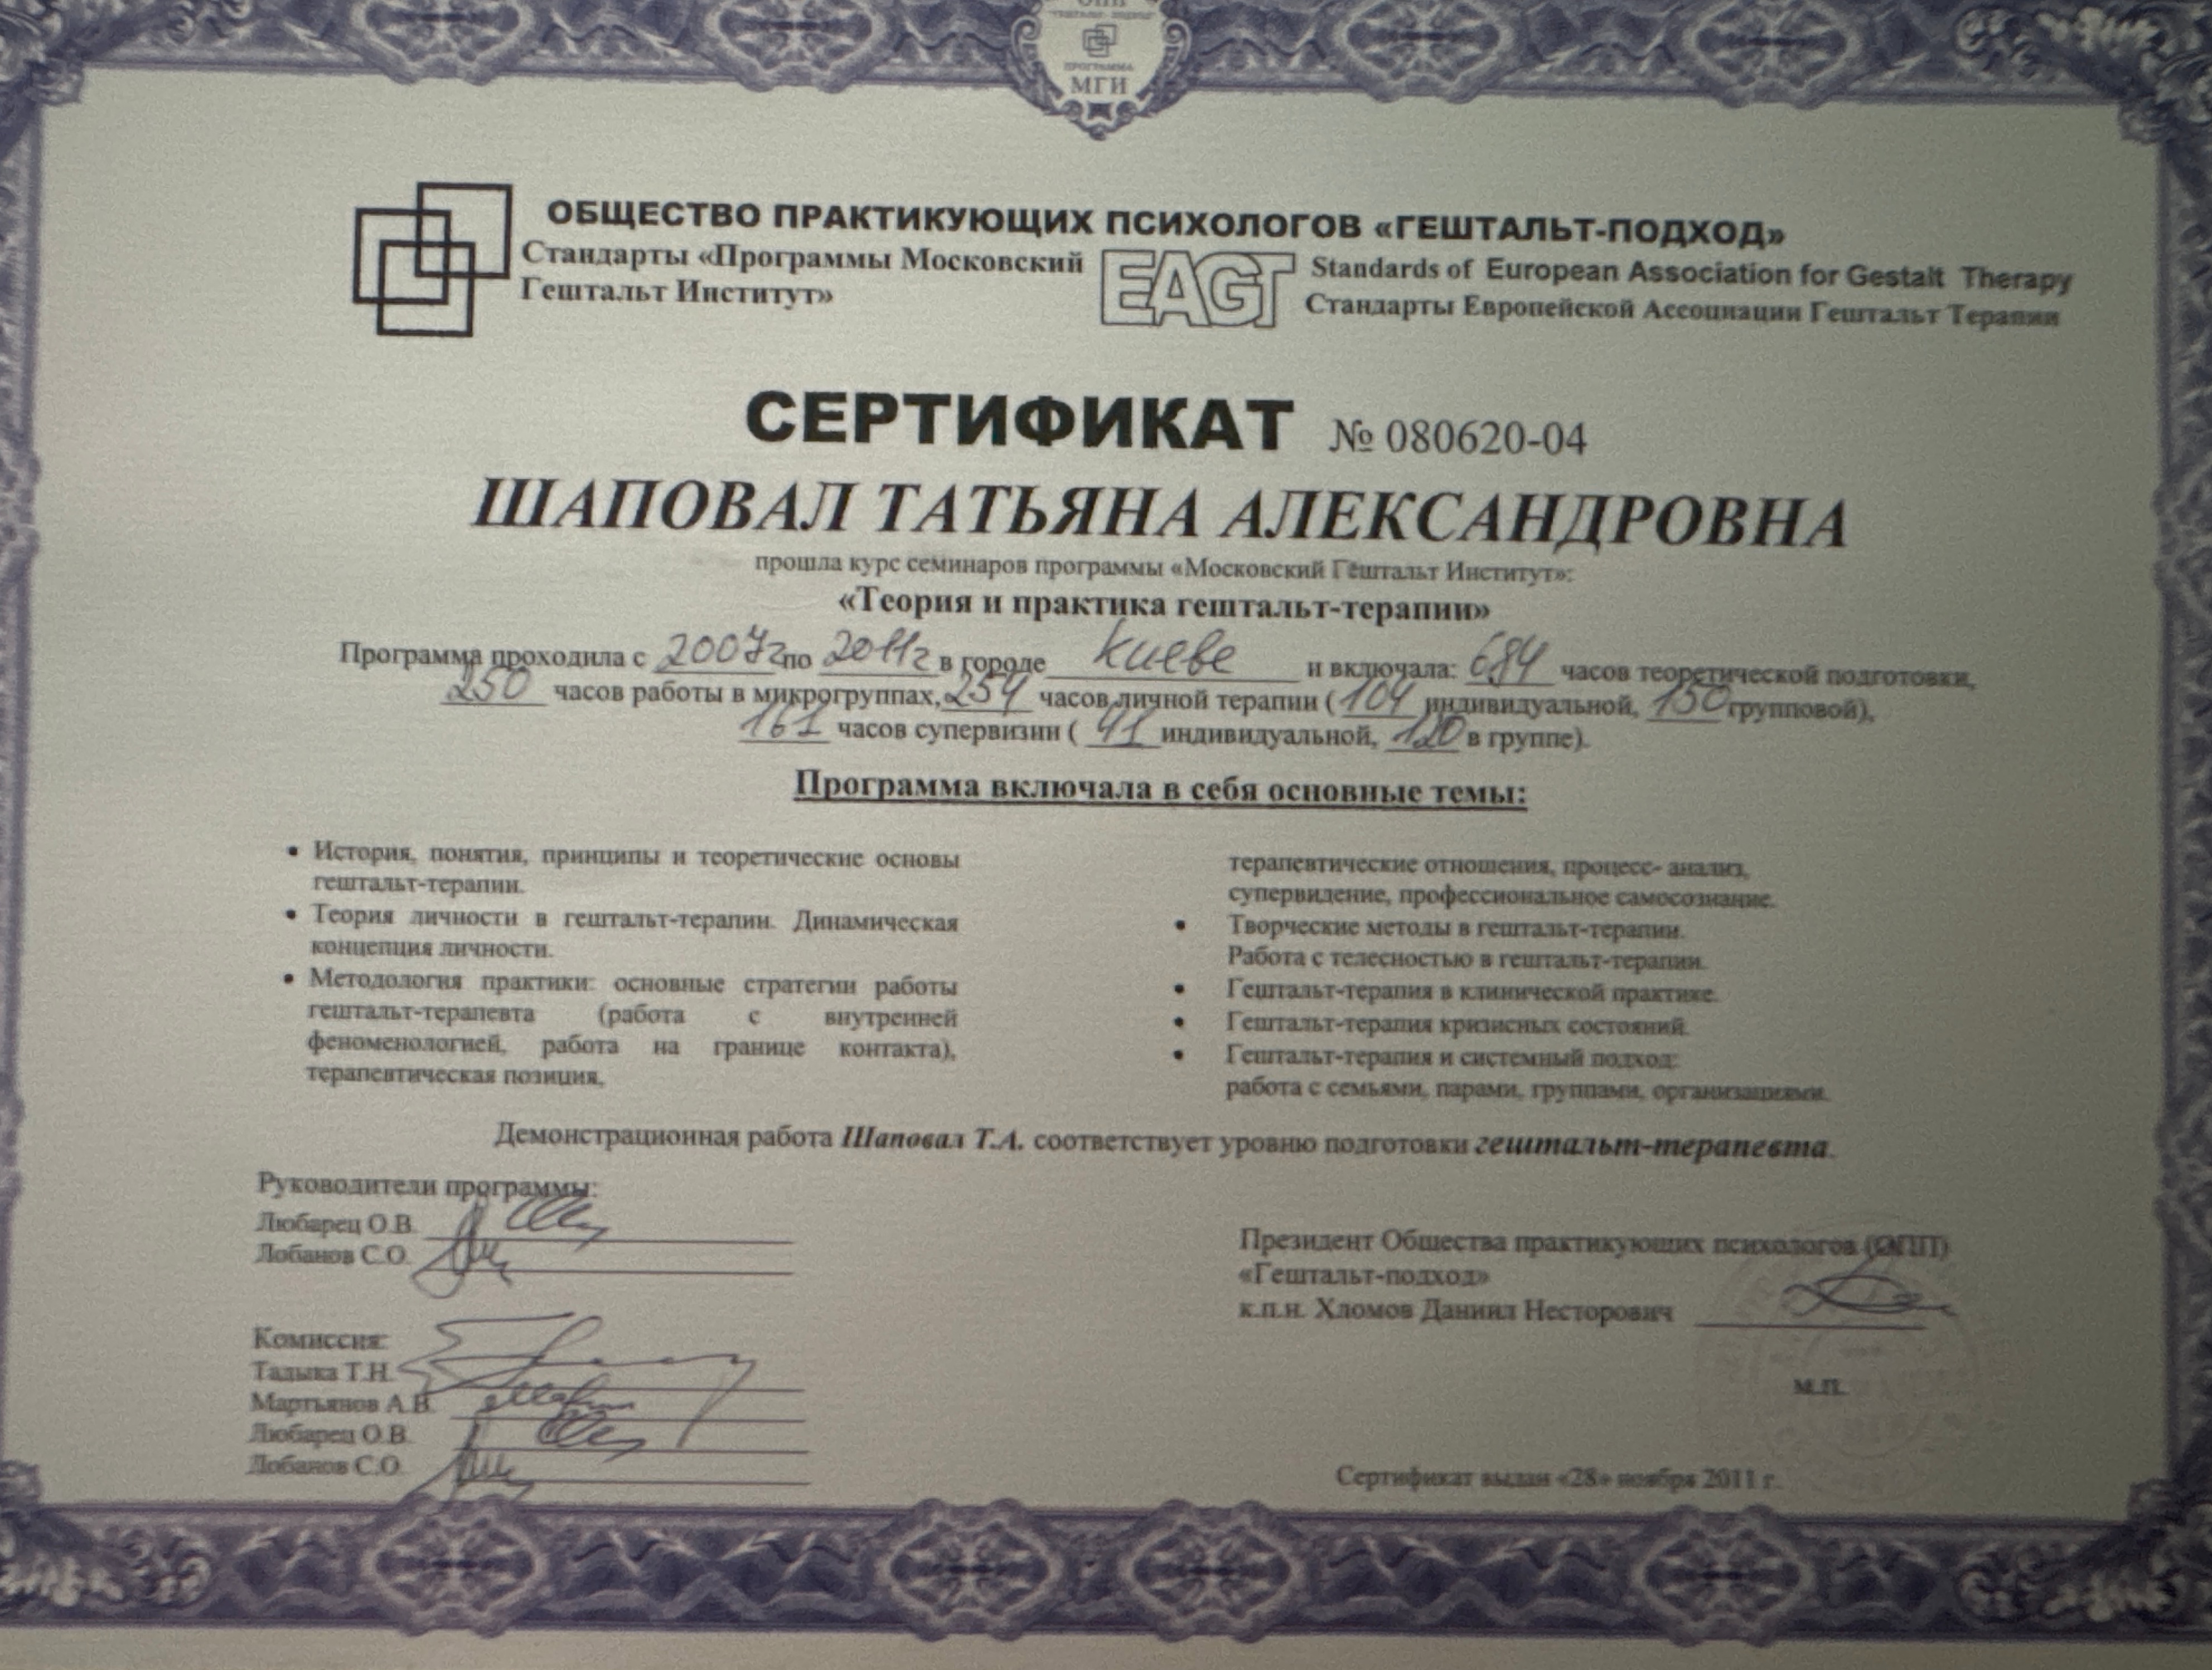 ПРОГРАММА
МГИ
ОБЩЕСТВО ПРАКТИКУЮЩИХ ПСИХОЛОГОВ «ГЕШТАЛЬТ-ПОДХОД»
Стандарты «Программы Московский
Гештальт Институт»
EAGT
Standards of European Association for Gestalt Therapy
Стандарты Европейской Ассоциации Гештальт Терапии
СЕРТИФИКАТ № 080620-04
ШАПОВАЛ ТАТЬЯНА АЛЕКСАНДРОВНА
прошла курс семинаров программы «Московский Гештальт Институт»:
«Теория и практика гештальт-терапии»
Программа проходила с 2007г по 2011г в городе Киеве и включала: 684 часов теоретической подготовки,
250 часов работы в микрогруппах, 254 часов личной терапии ( 104 индивидуальной, 150 групповой),
161 часов супервизии ( 41 индивидуальной, 120 в группе).
Программа включала в себя основные темы:
• История, понятия, принципы и теоретические основы
гештальт-терапии.
• Теория личности в гештальт-терапии. Динамическая
концепция личности.
• Методология практики: основные стратегии работы
гештальт-терапевта (работа с внутренней
феноменологией, работа на границе контакта),
терапевтическая позиция,
терапевтические отношения, процесс- анализ,
супервидение, профессиональное самосознание.
• Творческие методы в гештальт-терапии.
Работа с телесностью в гештальт-терапии.
• Гештальт-терапия в клинической практике.
• Гештальт-терапия кризисных состояний.
• Гештальт-терапия и системный подход:
работа с семьями, парами, группами, организациями.
Демонстрационная работа Шаповал Т.А. соответствует уровню подготовки гештальт-терапевта.
Руководители программы:
Любарец О.В.
Лобанов С.О.
Комиссия:
Талыка Т.Н.
Мартьянов А.В.
Любарец О.В.
Лобанов С.О.
Президент Общества практикующих психологов (ОПП)
«Гештальт-подход»
к.п.н. Хломов Даниил Несторович
М.П.
Сертификат выдан «28» ноября 2011 г.